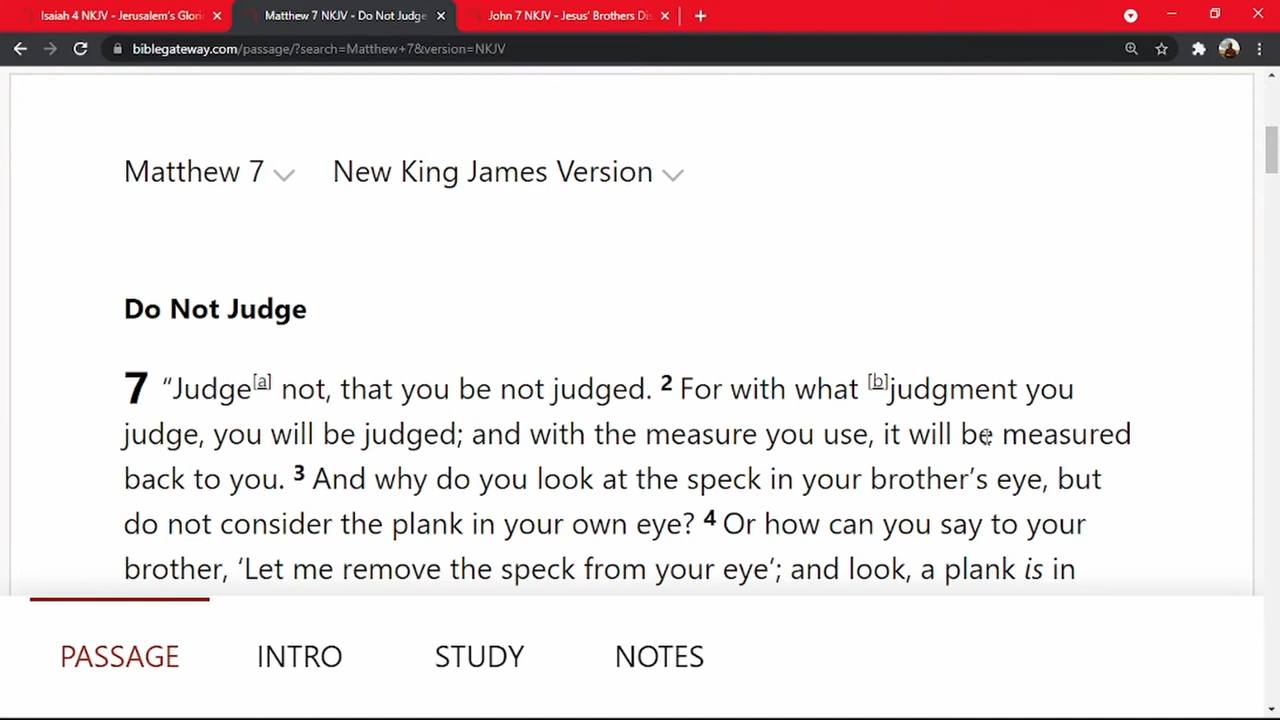 Isaiah 4 NKJV - Jerusalem's Glori
Matthew 7 NKJV - Do Not Judge
John 7 NKJV - Jesus' Brothers Dis
biblegateway.com/passage/?search=Matthew+7&version=NKJV
Matthew 7 New King James Version
Do Not Judge
7 “Judge[a] not, that you be not judged. 2 For with what [b]judgment you
judge, you will be judged; and with the measure you use, it will be measured
back to you. 3 And why do you look at the speck in your brother’s eye, but
do not consider the plank in your own eye? 4 Or how can you say to your
brother, ‘Let me remove the speck from your eye’; and look, a plank is in
PASSAGE INTRO STUDY NOTES